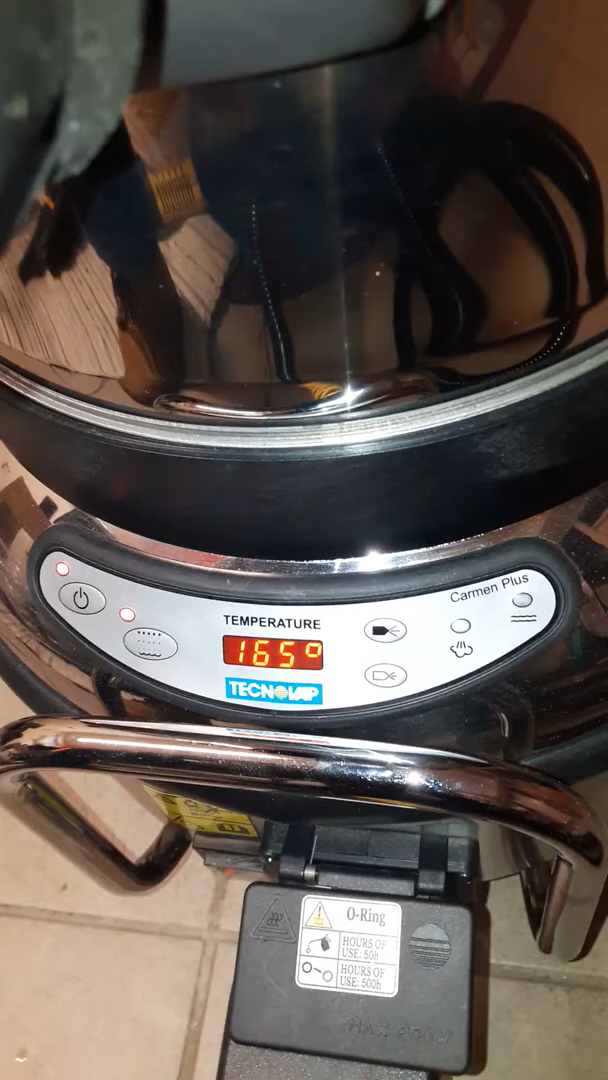 Carmen Plus
TEMPERATURE
165°
TECNOVAP
O-Ring
HOURS OF
USE: 50h
HOURS OF
USE: 500h